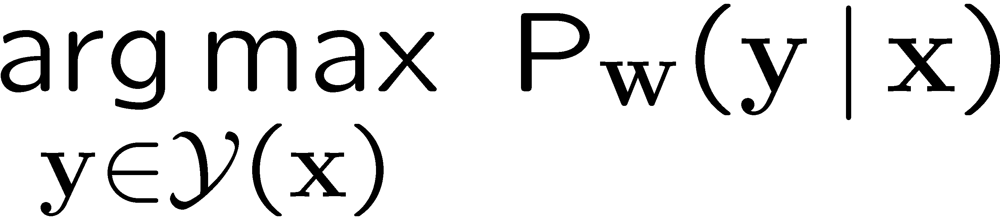 arg max P_w(y | x)
y∈𝒴(x)